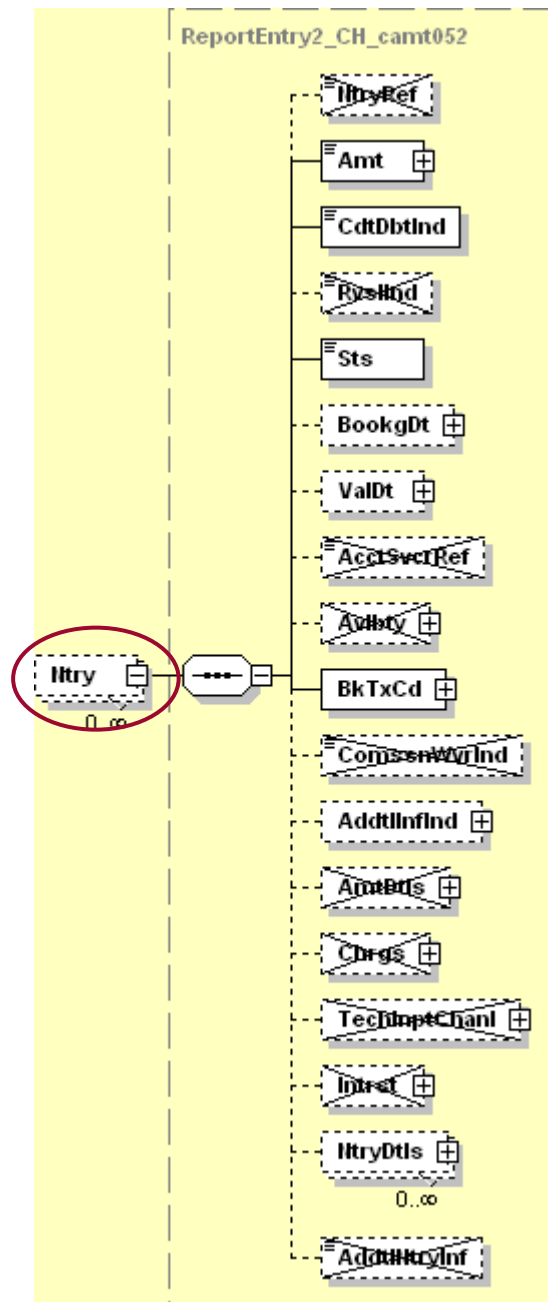 ReportEntry2_CH_camt052
NtryRef
Amt
CdtDbtInd
RvslInd
Sts
BookgDt
ValDt
AcctSvcrRef
Avlbty
Ntry
0..∞
BkTxCd
ComssnWvrInd
AddtlInfInd
AmtDtls
Chrgs
TechInptChanl
Intrst
NtryDtls
0..∞
AddtlNtryInf